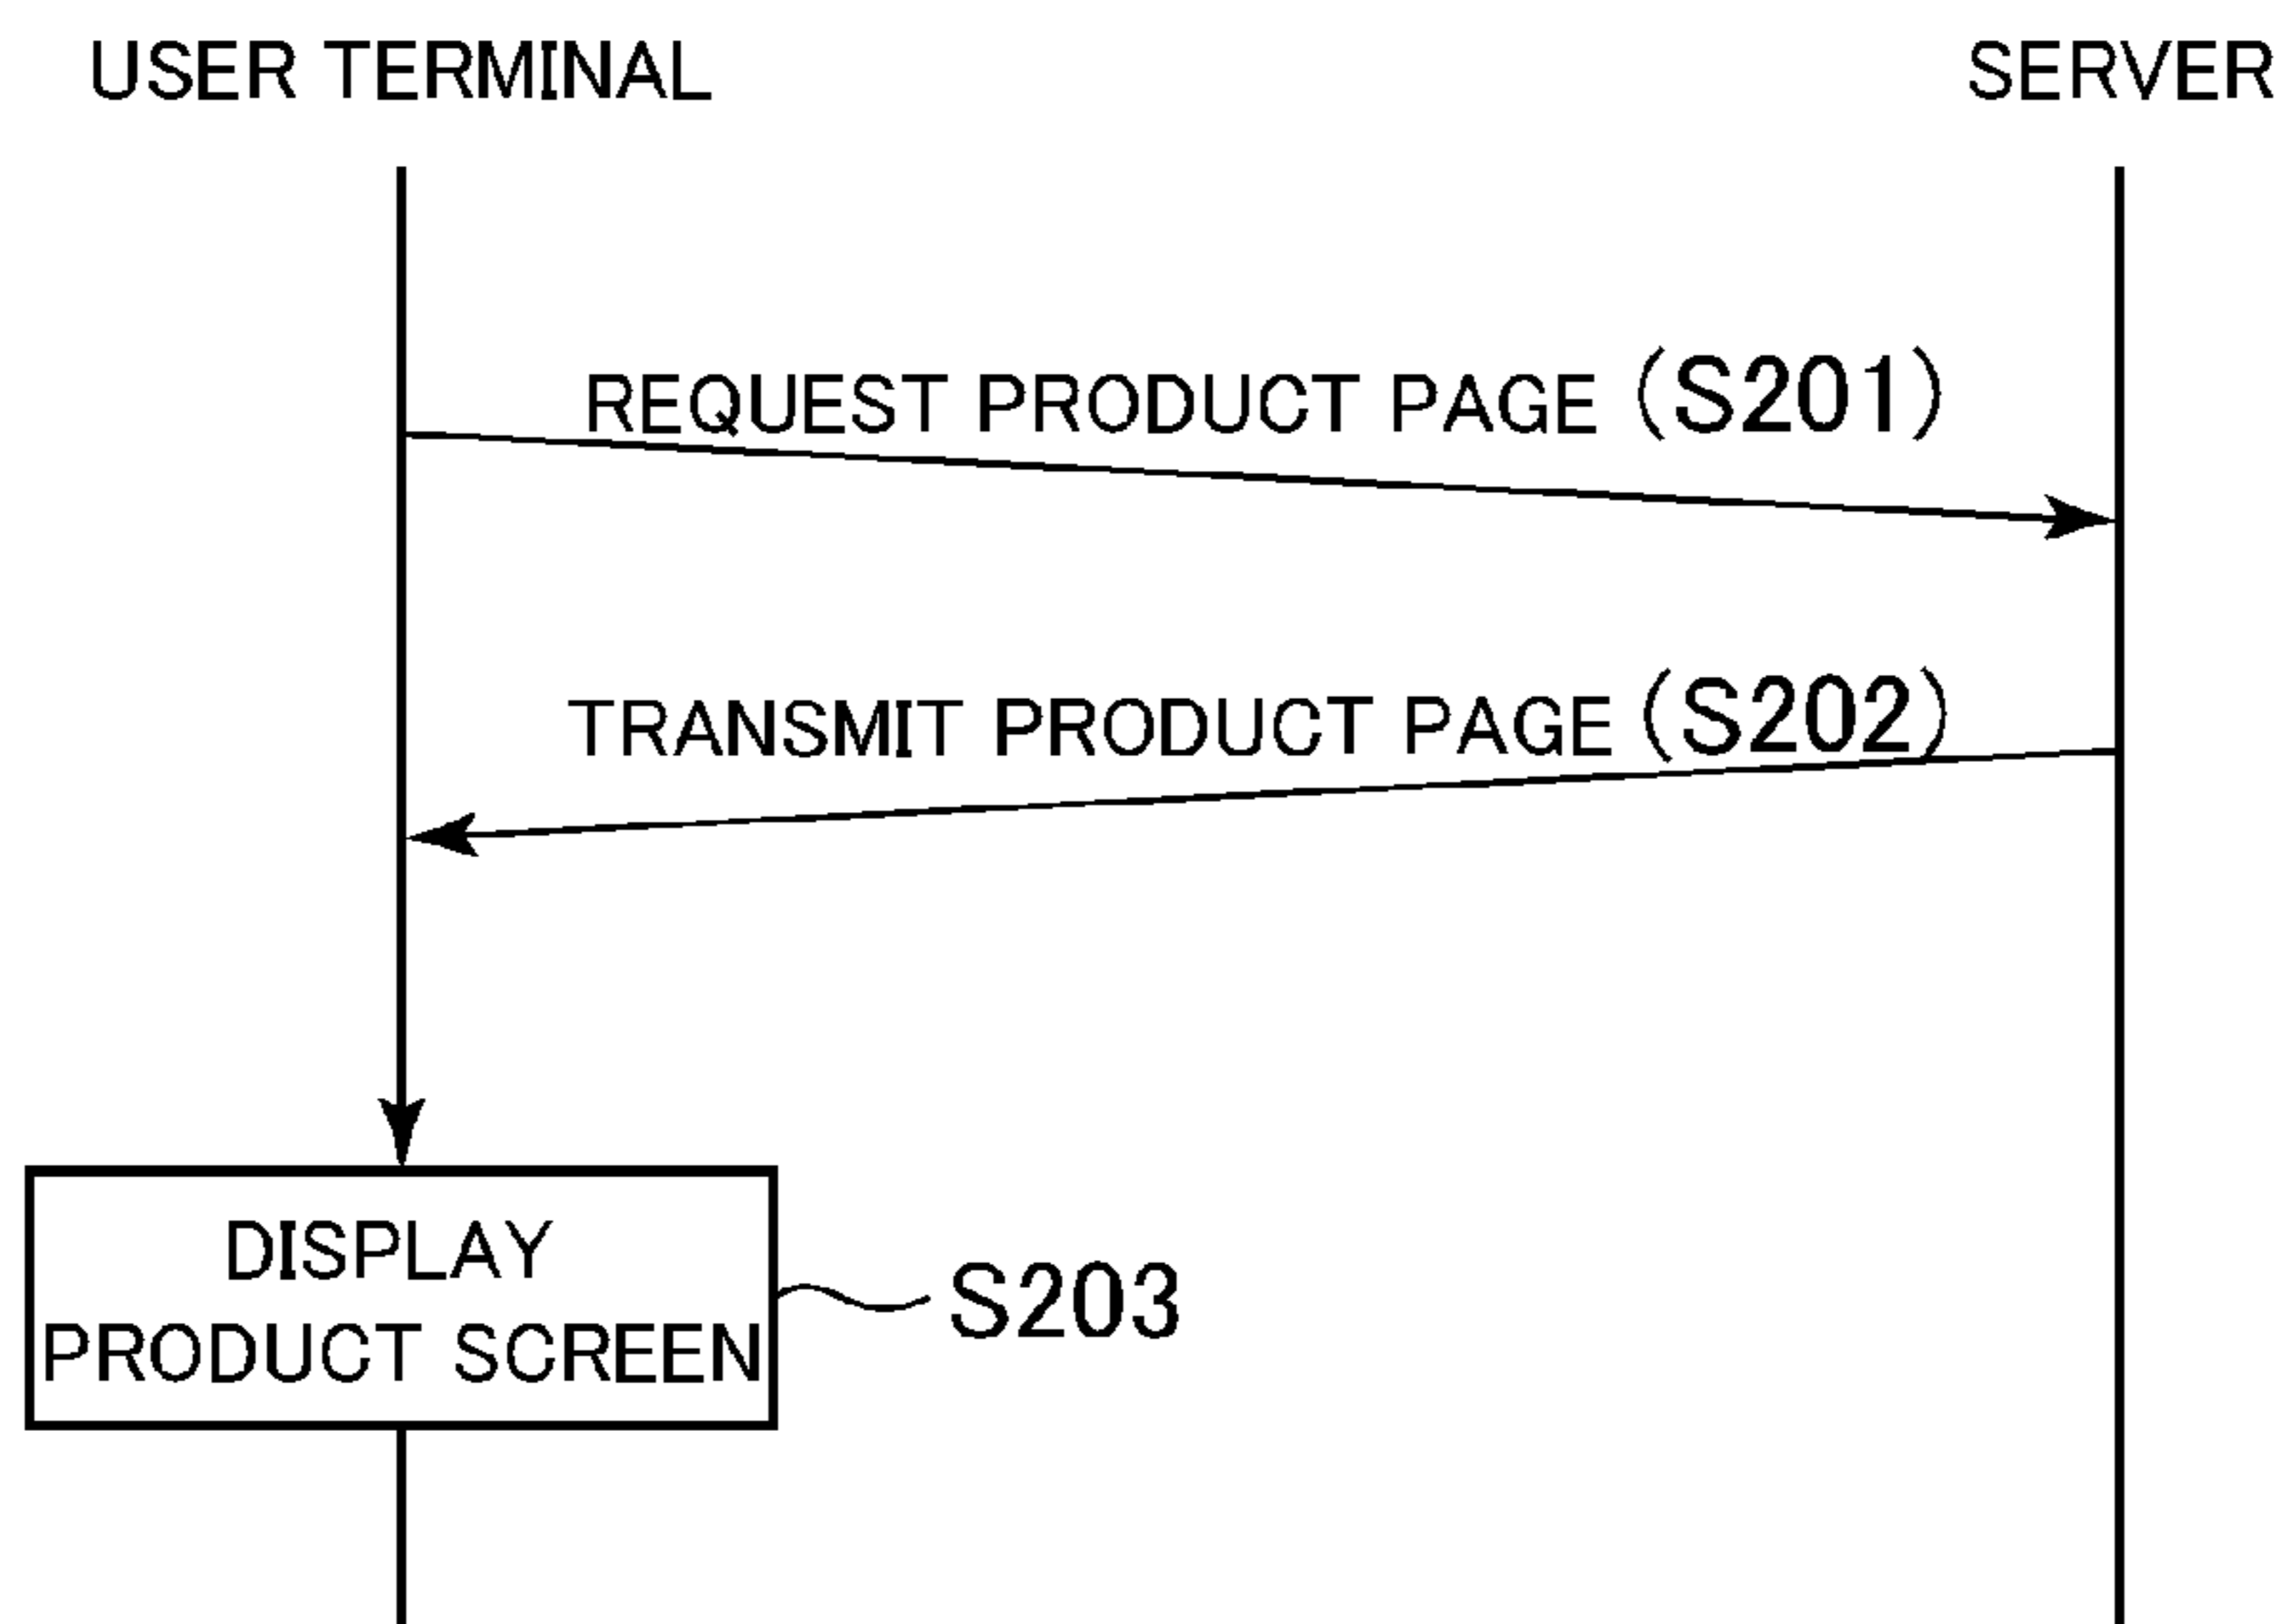 USER TERMINAL
SERVER
REQUEST PRODUCT PAGE (S201)
TRANSMIT PRODUCT PAGE (S202)
DISPLAY
PRODUCT SCREEN
S203